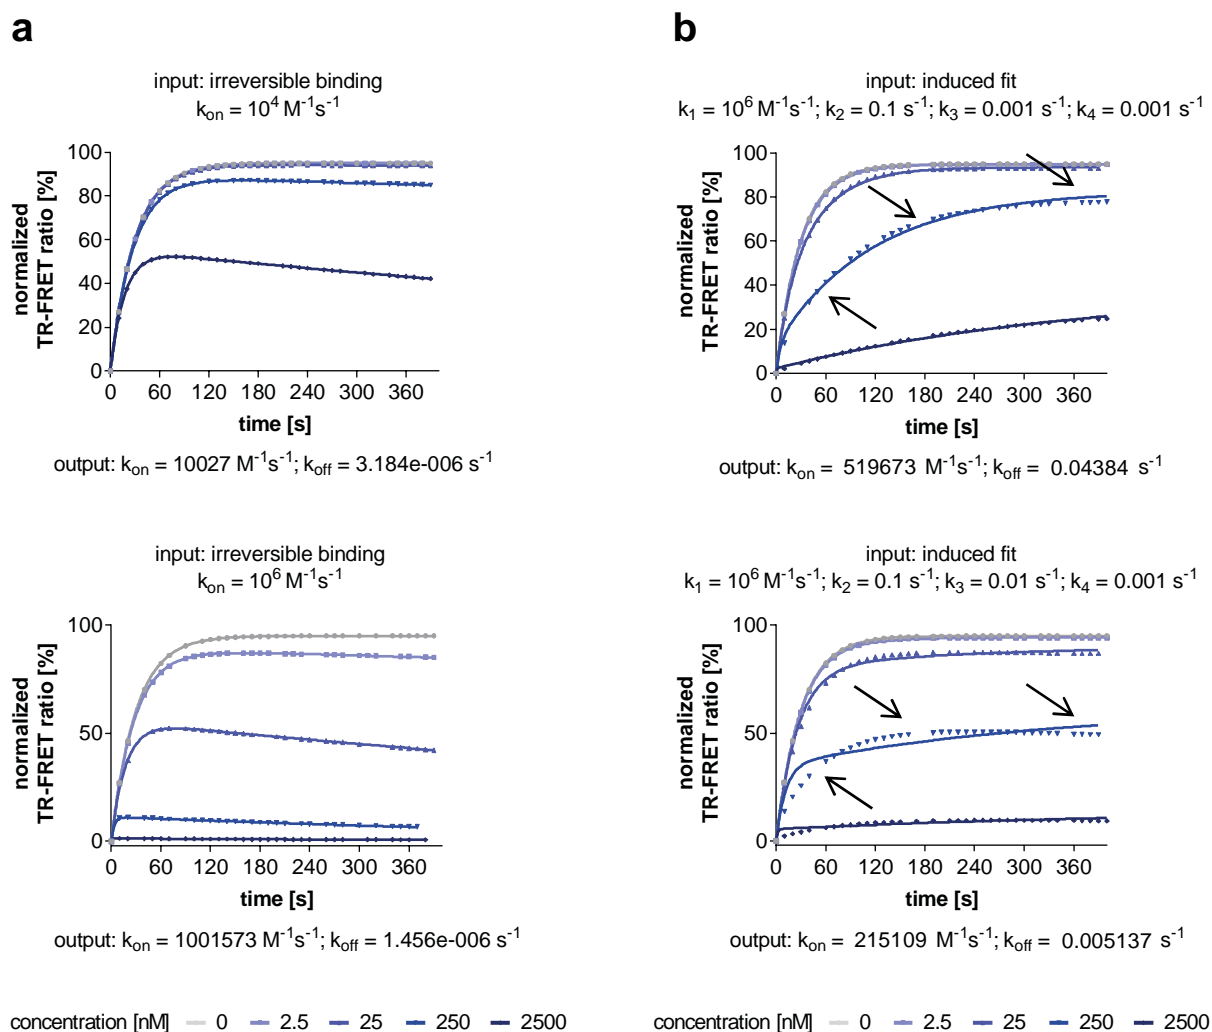 a
input: irreversible binding
kon = 10⁴ M⁻¹s⁻¹
normalized
TR-FRET ratio [%]
100
80
60
40
20
0
0 60 120 180 240 300 360
time [s]
output: kon = 10027 M⁻¹s⁻¹; koff = 3.184e-006 s⁻¹
input: irreversible binding
kon = 10⁶ M⁻¹s⁻¹
normalized
TR-FRET ratio [%]
100
50
0
0 60 120 180 240 300 360
time [s]
output: kon = 1001573 M⁻¹s⁻¹; koff = 1.456e-006 s⁻¹
concentration [nM] 0 2.5 25 250 2500
b
input: induced fit
k₁ = 10⁶ M⁻¹s⁻¹; k₂ = 0.1 s⁻¹; k₃ = 0.001 s⁻¹; k₄ = 0.001 s⁻¹
normalized
TR-FRET ratio [%]
100
80
60
40
20
0
0 60 120 180 240 300 360
time [s]
output: kon = 519673 M⁻¹s⁻¹; koff = 0.04384 s⁻¹
input: induced fit
k₁ = 10⁶ M⁻¹s⁻¹; k₂ = 0.1 s⁻¹; k₃ = 0.01 s⁻¹; k₄ = 0.001 s⁻¹
normalized
TR-FRET ratio [%]
100
50
0
0 60 120 180 240 300 360
time [s]
output: kon = 215109 M⁻¹s⁻¹; koff = 0.005137 s⁻¹
concentration [nM] 0 2.5 25 250 2500